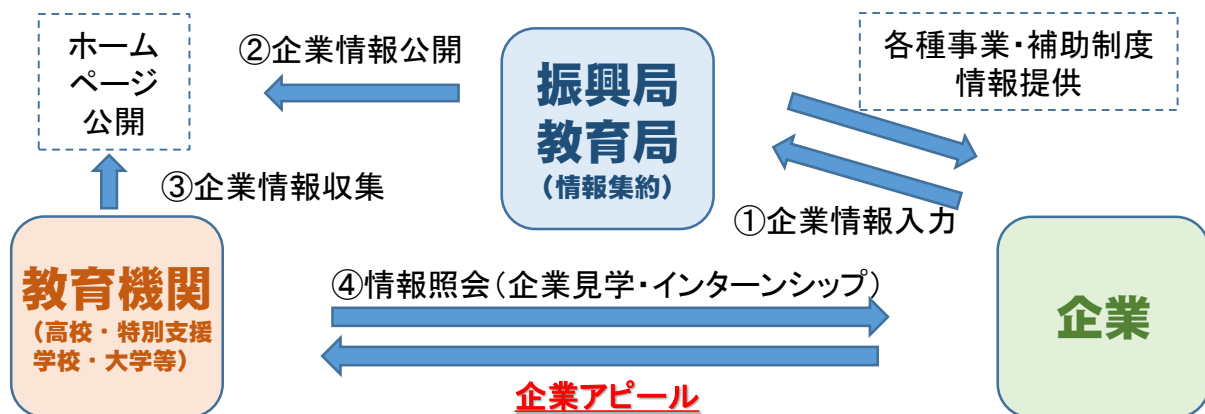 ホーム
ページ
公開
②企業情報公開
振興局
教育局
(情報集約)
各種事業・補助制度
情報提供
③企業情報収集
①企業情報入力
教育機関
(高校・特別支援
学校・大学等)
④情報照会(企業見学・インターンシップ)
企業アピール
企業